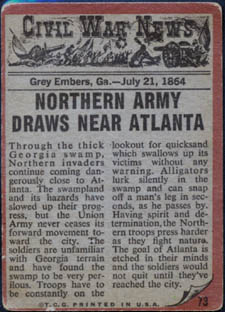 CIVIL WAR NEWS
Grey Embers, Ga.—July 21, 1864
NORTHERN ARMY
DRAWS NEAR ATLANTA
Through the thick
Georgia swamp,
Northern invaders
continue coming dan-
gerously close to At-
lanta. The swampland
and its hazards have
slowed up their prog-
ress, but the Union
Army never ceases its
forward movement to-
ward the city. The
soldiers are unfamiliar
with Georgia terrain
and have found the
swamp to be very per-
ilous. Troops have to
be constantly on the
lookout for quicksand
which swallows up its
victims without any
warning. Alligators
lurk silently in the
swamp and can snap
off a man's leg in sec-
onds, as he passes by.
Having spirit and de-
termination, the North-
ern troops press harder
as they fight nature.
The goal of Atlanta is
etched in their minds
and the soldiers would
not quit until they've
reached the city.
©T.C.G. PRINTED IN U.S.A.
73